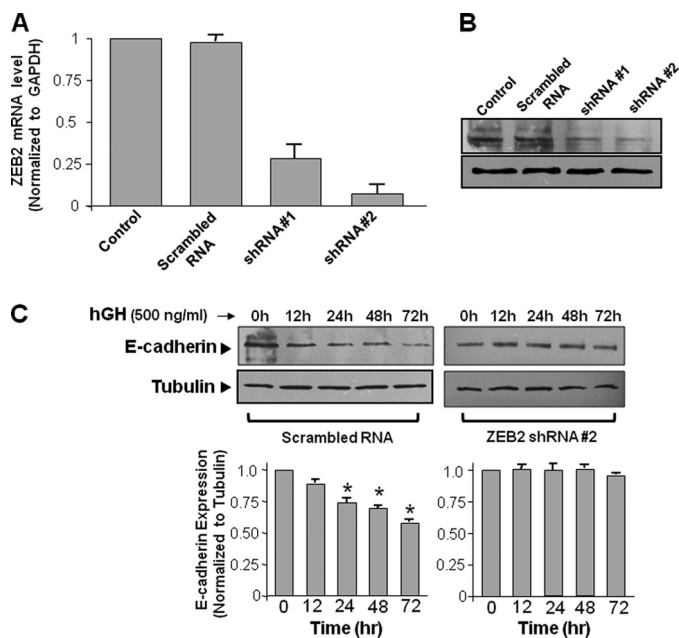 A
ZEB2 mRNA level
(Normalized to GAPDH)
1
0.75
0.5
0.25
0
Control
Scrambled
RNA
shRNA#1
shRNA#2
B
Control
Scrambled
RNA
shRNA#1
shRNA#2
C
hGH (500 ng/ml) → 0h 12h 24h 48h 72h 0h 12h 24h 48h 72h
E-cadherin
Tubulin
Scrambled RNA
ZEB2 shRNA#2
E-cadherin Expression
(Normalized to Tubulin)
1.0
0.75
0.50
0.25
* * *
0 12 24 48 72
Time (hr)
1.0
0.75
0.50
0.25
0 12 24 48 72
Time (hr)